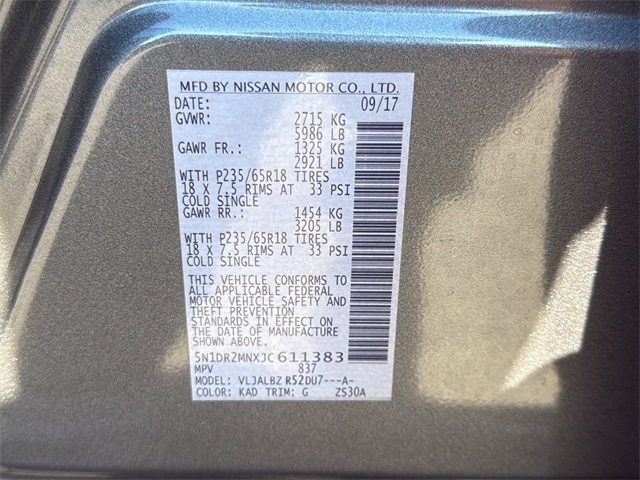 MFD BY NISSAN MOTOR CO., LTD.
DATE: 09/17
GVWR: 2715 KG
5986 LB
GAWR FR.: 1325 KG
2921 LB
WITH P235/65R18 TIRES
18 X 7.5 RIMS AT 33 PSI
COLD SINGLE
GAWR RR.: 1454 KG
3205 LB
WITH P235/65R18 TIRES
18 X 7.5 RIMS AT 33 PSI
COLD SINGLE
THIS VEHICLE CONFORMS TO
ALL APPLICABLE FEDERAL
MOTOR VEHICLE SAFETY AND
THEFT PREVENTION
STANDARDS IN EFFECT ON
THE DATE OF MANUFACTURE
SHOWN ABOVE.
5N1DR2MNXJC611383
MPV 837
MODEL: VLJALBZ R52DU7---A-
COLOR: KAD TRIM: G ZS30A